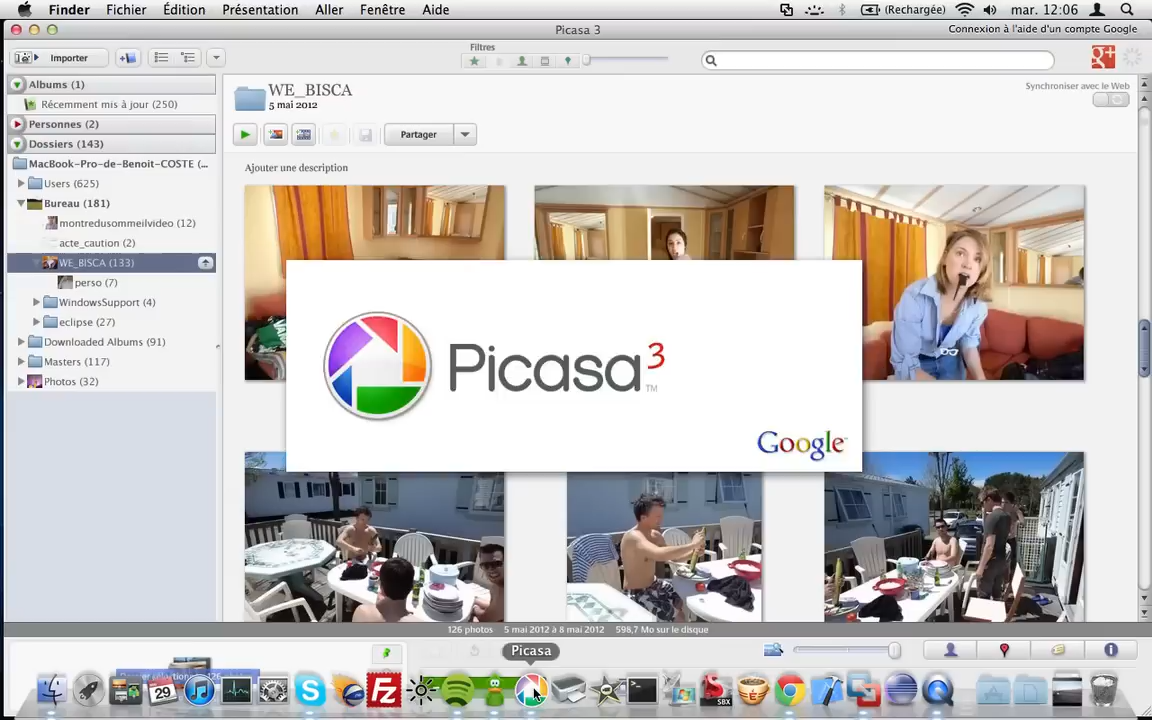 Finder Fichier Édition Présentation Aller Fenêtre Aide (Rechargée) mar. 12:06
Picasa 3
Connexion à l'aide d'un compte Google
Importer
Filtres
g+
Albums (1)
Récemment mis à jour (250)
Personnes (2)
Dossiers (143)
MacBook-Pro-de-Benoit-COSTE (...
Users (625)
Bureau (181)
montredusommeilvideo (12)
acte_caution (2)
WE_BISCA (133)
perso (7)
WindowsSupport (4)
eclipse (27)
Downloaded Albums (91)
Masters (117)
Photos (32)
WE_BISCA
5 mai 2012
Synchroniser avec le Web
Partager
Ajouter une description
Picasa 3 ™
Google
126 photos 5 mai 2012 à 8 mai 2012 598,7 Mo sur le disque
Picasa
29
SBX